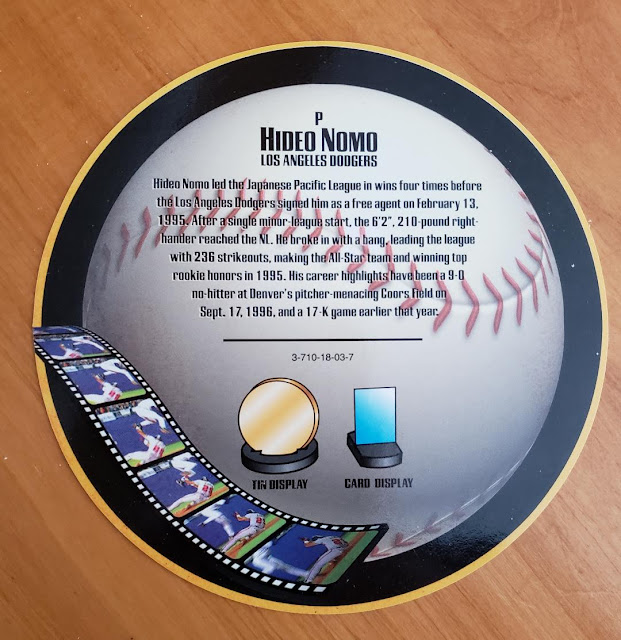 P
HIDEO NOMO
LOS ANGELES DODGERS
Hideo Nomo led the Japanese Pacific League in wins four times before
the Los Angeles Dodgers signed him as a free agent on February 13,
1995. After a single minor-league start, the 6'2", 210-pound right-
hander reached the NL. He broke in with a bang, leading the league
with 236 strikeouts, making the All-Star team and winning top
rookie honors in 1995. His career highlights have been a 9-0
no-hitter at Denver's pitcher-menacing Coors Field on
Sept. 17, 1996, and a 17-K game earlier that year.
3-710-18-03-7
TIN DISPLAY
CARD DISPLAY